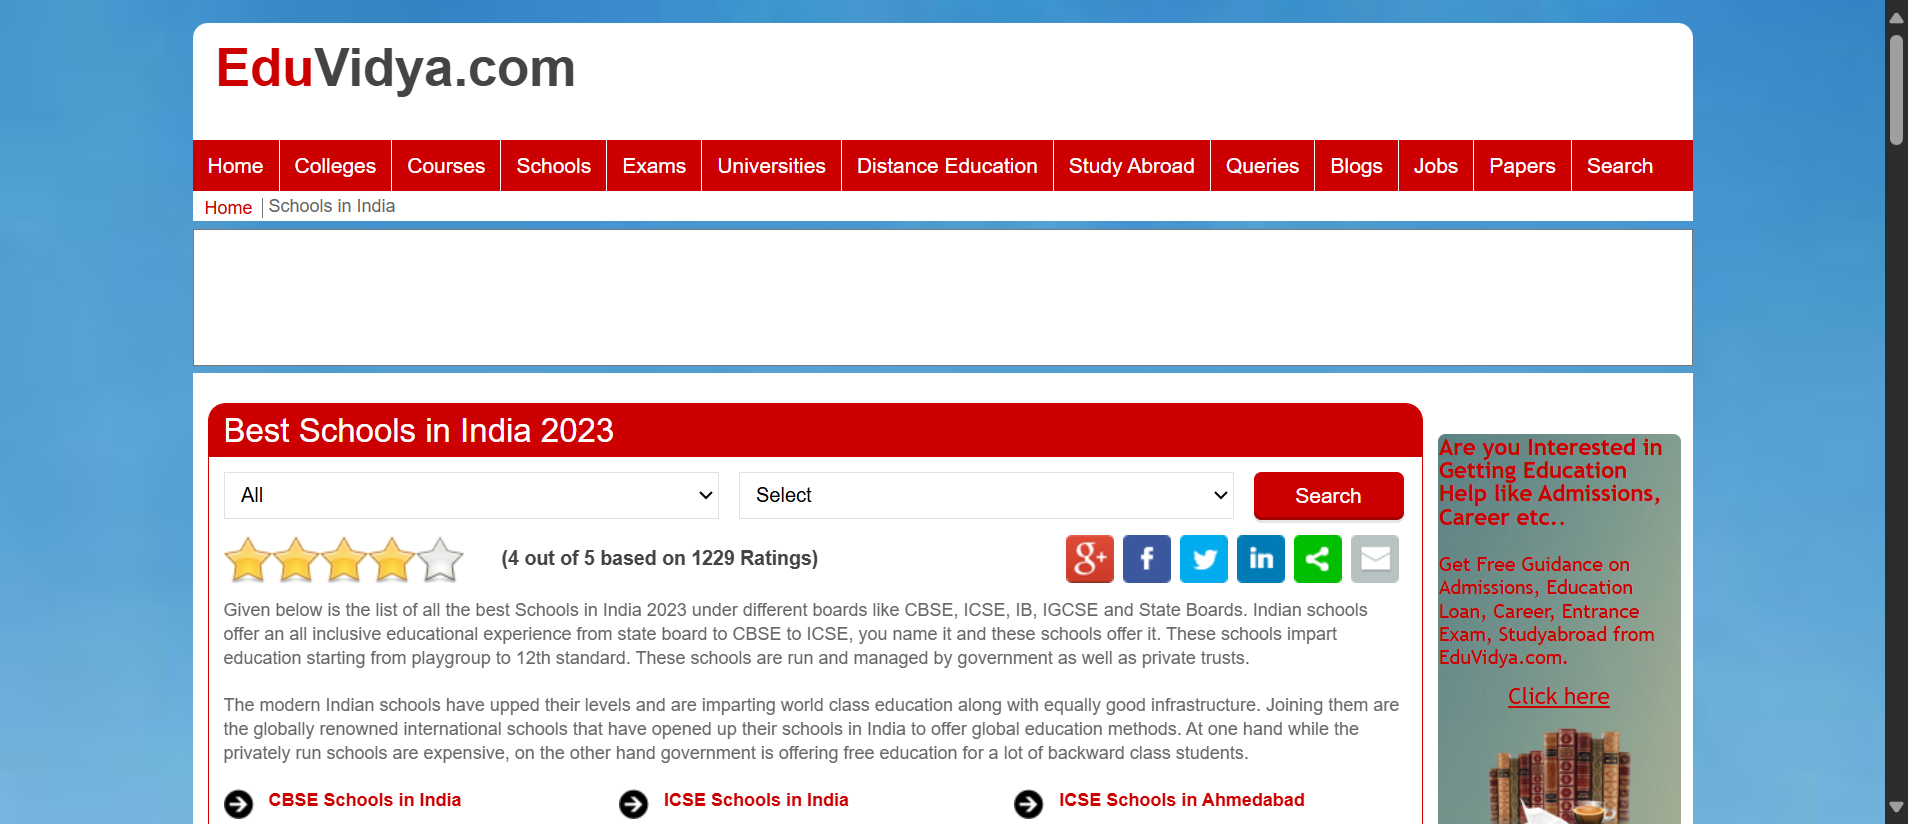 EduVidya.com
Home Colleges Courses Schools Exams Universities Distance Education Study Abroad Queries Blogs Jobs Papers Search
Home Schools in India
Best Schools in India 2023
All Select Search
(4 out of 5 based on 1229 Ratings)
Given below is the list of all the best Schools in India 2023 under different boards like CBSE, ICSE, IB, IGCSE and State Boards. Indian schools
offer an all inclusive educational experience from state board to CBSE to ICSE, you name it and these schools offer it. These schools impart
education starting from playgroup to 12th standard. These schools are run and managed by government as well as private trusts.
The modern Indian schools have upped their levels and are imparting world class education along with equally good infrastructure. Joining them are
the globally renowned international schools that have opened up their schools in India to offer global education methods. At one hand while the
privately run schools are expensive, on the other hand government is offering free education for a lot of backward class students.
CBSE Schools in India ICSE Schools in India ICSE Schools in Ahmedabad
Are you Interested in
Getting Education
Help like Admissions,
Career etc..
Get Free Guidance on
Admissions, Education
Loan, Career, Entrance
Exam, Studyabroad from
EduVidya.com.
Click here